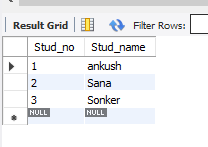 Result Grid Filter Rows:
Stud_no Stud_name
1 ankush
2 Sana
3 Sonker
NULL NULL